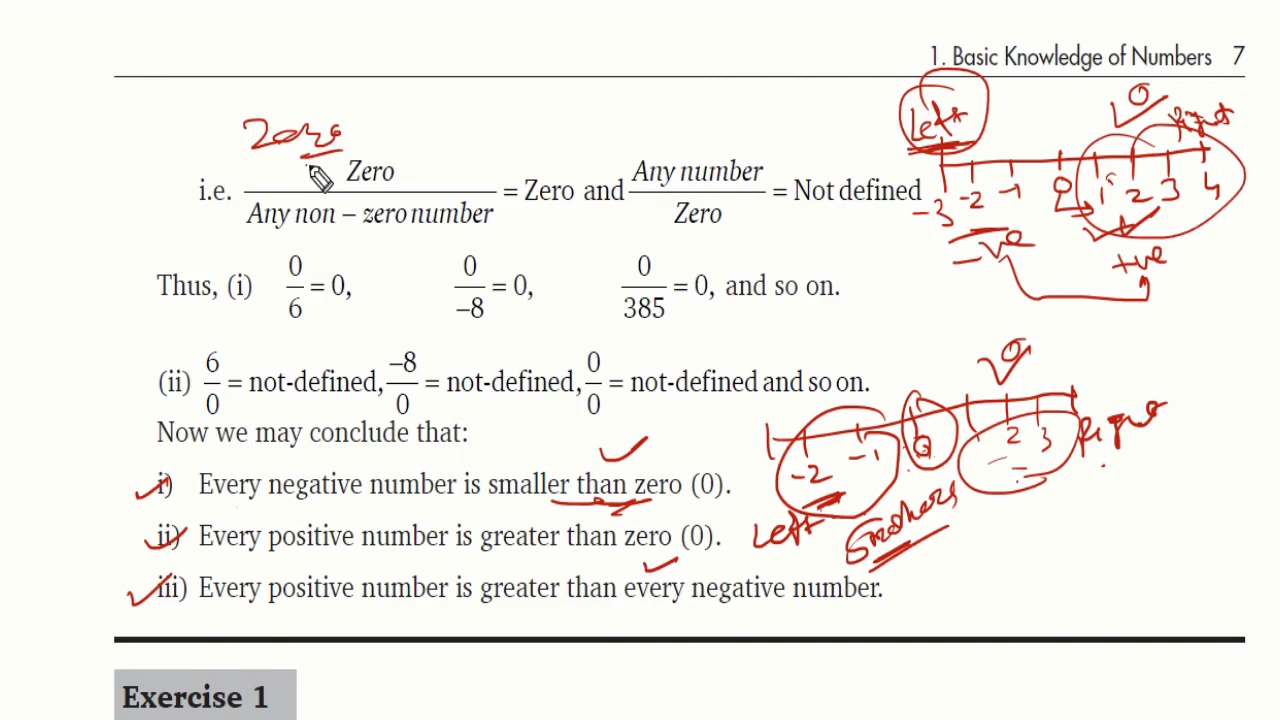 1. Basic Knowledge of Numbers 7
Left
Right
-3 -2 -1 0 1 2 3 4
-ve
+ve
i.e. Zero / Any non – zero number = Zero and Any number / Zero = Not defined
Thus, (i) 0/6 = 0, 0/–8 = 0, 0/385 = 0, and so on.
(ii) 6/0 = not-defined, –8/0 = not-defined, 0/0 = not-defined and so on.
Now we may conclude that:
-2 -1 0 2 3
Left
Right
i) Every negative number is smaller than zero (0).
ii) Every positive number is greater than zero (0).
iii) Every positive number is greater than every negative number.
Exercise 1